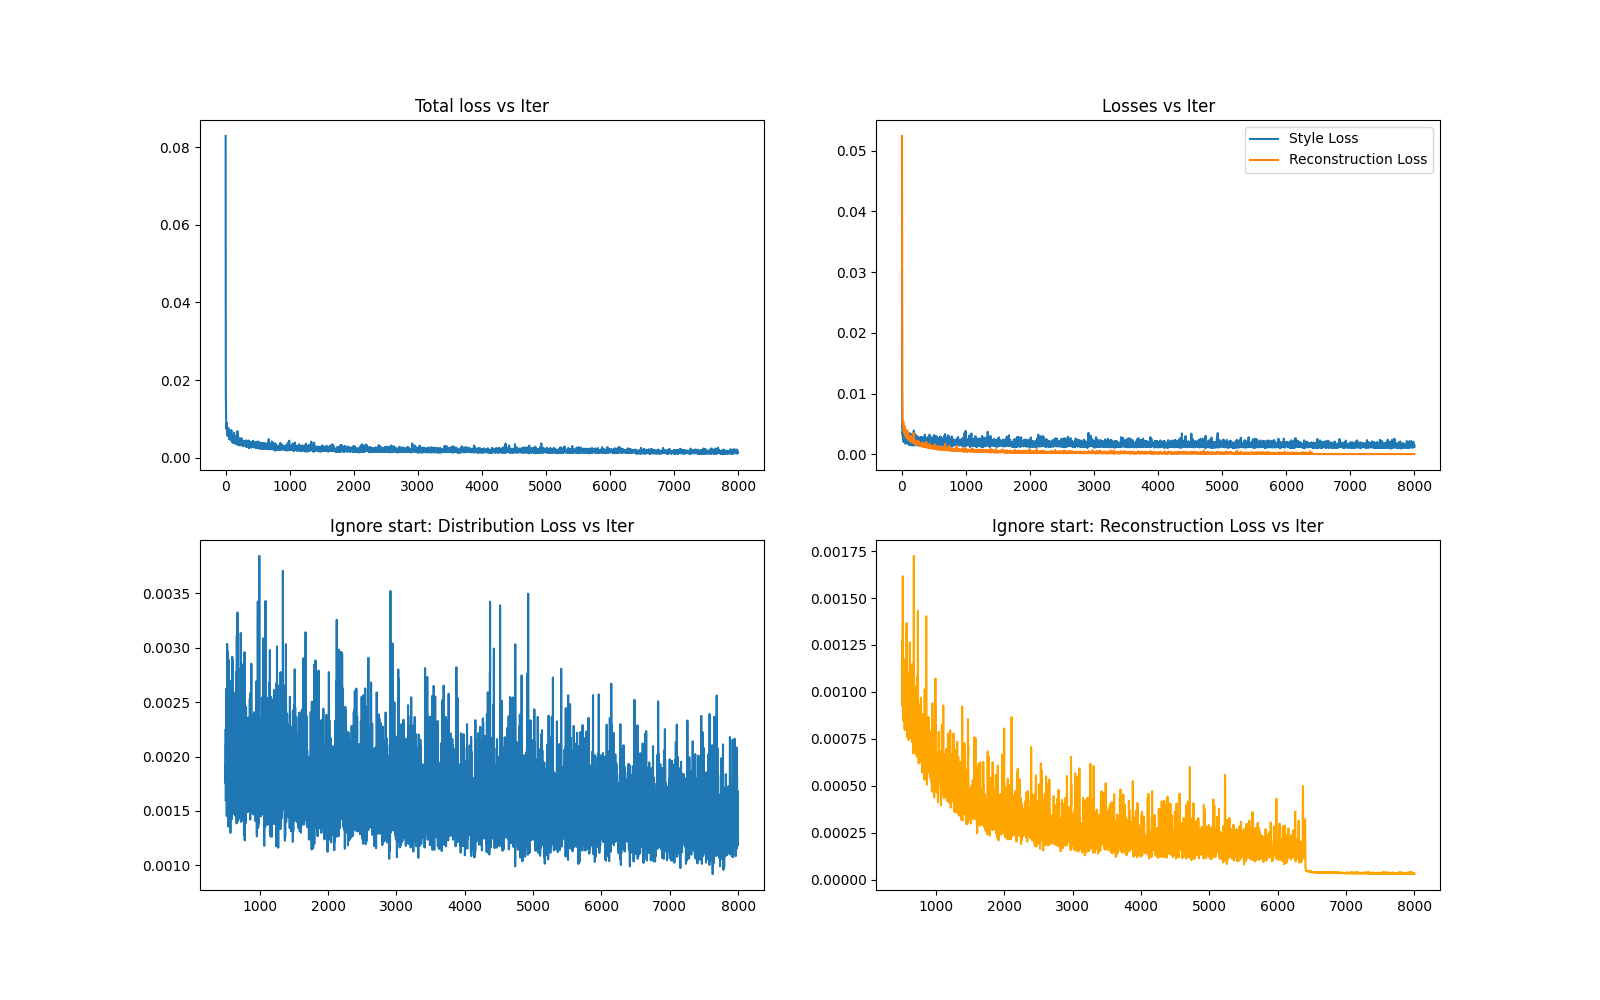 Total loss vs Iter
0.08
0.06
0.04
0.02
0.00
0 1000 2000 3000 4000 5000 6000 7000 8000
Losses vs Iter
Style Loss
Reconstruction Loss
0.05
0.04
0.03
0.02
0.01
0.00
0 1000 2000 3000 4000 5000 6000 7000 8000
Ignore start: Distribution Loss vs Iter
0.0035
0.0030
0.0025
0.0020
0.0015
0.0010
1000 2000 3000 4000 5000 6000 7000 8000
Ignore start: Reconstruction Loss vs Iter
0.00175
0.00150
0.00125
0.00100
0.00075
0.00050
0.00025
0.00000
1000 2000 3000 4000 5000 6000 7000 8000